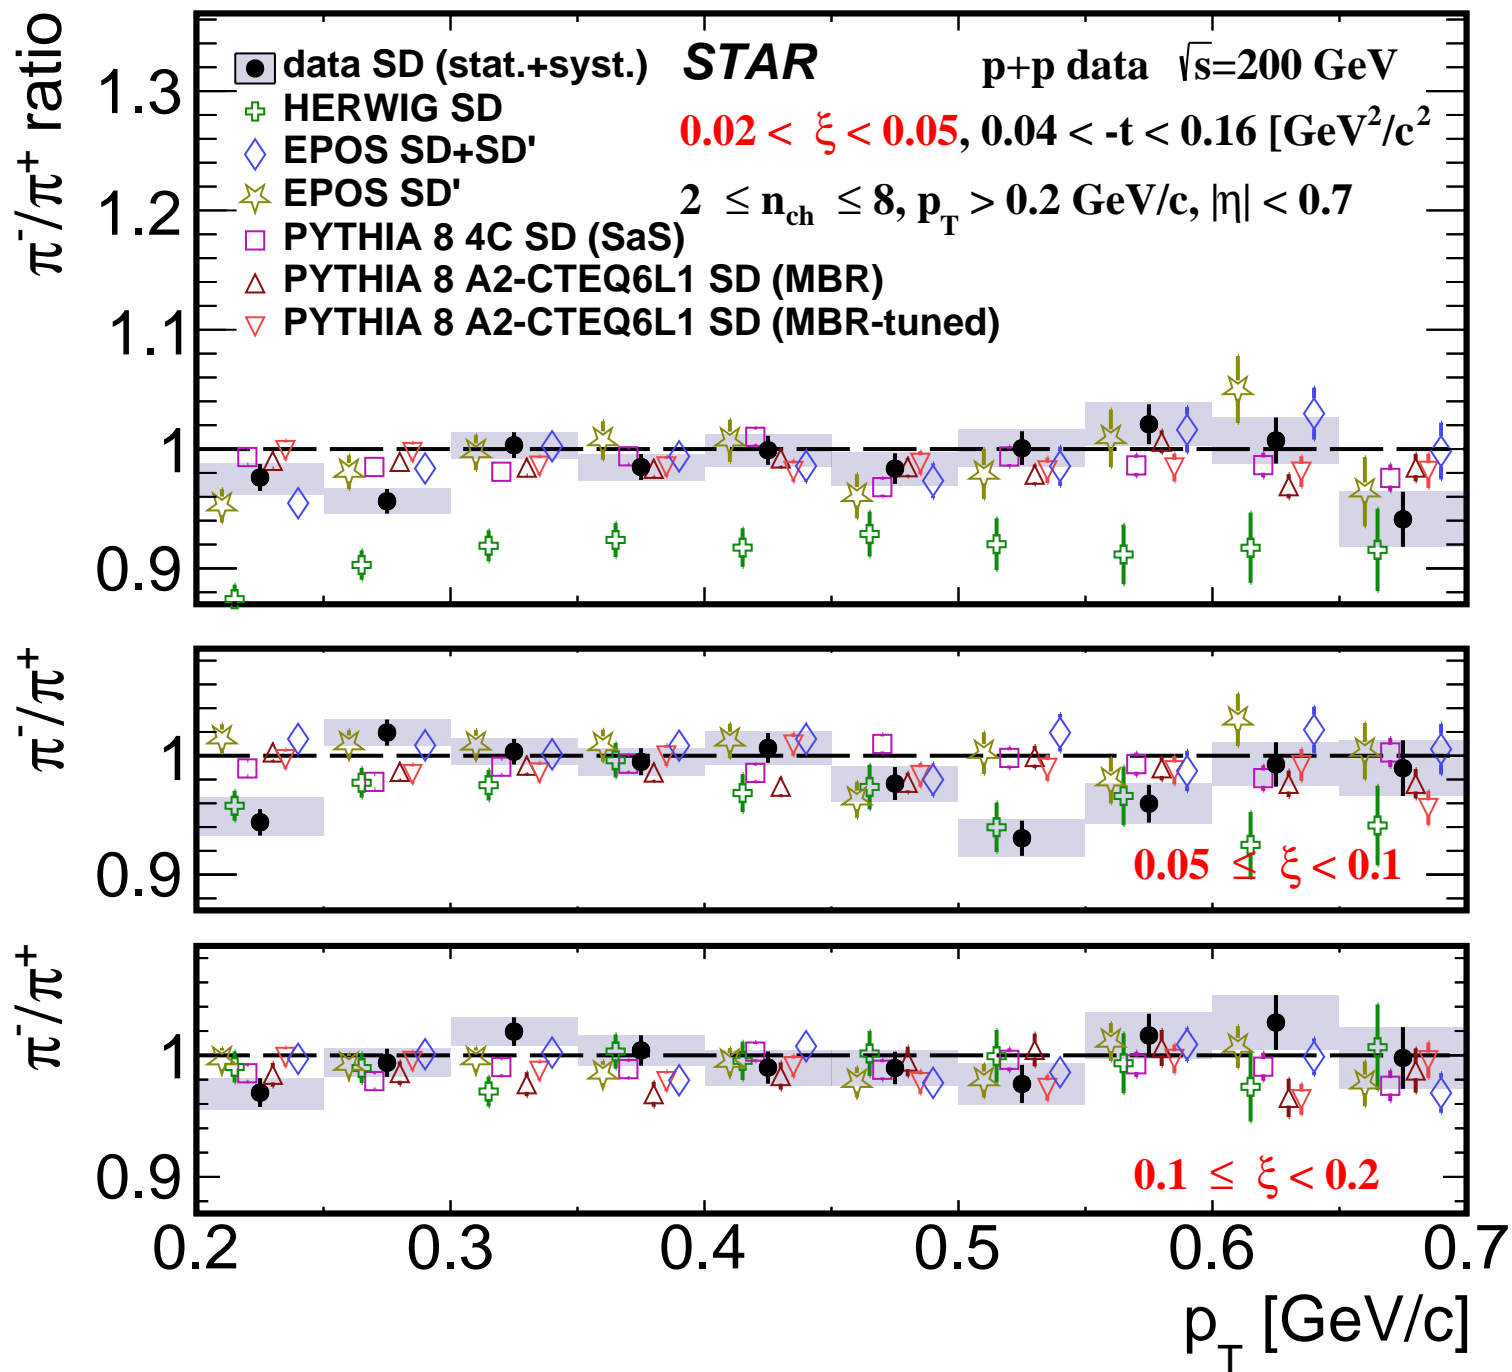 π⁻/π⁺ ratio
1.3
1.2
1.1
1
0.9
data SD (stat.+syst.)
HERWIG SD
EPOS SD+SD'
EPOS SD'
PYTHIA 8 4C SD (SaS)
PYTHIA 8 A2-CTEQ6L1 SD (MBR)
PYTHIA 8 A2-CTEQ6L1 SD (MBR-tuned)
STAR p+p data √s=200 GeV
0.02 < ξ < 0.05, 0.04 < -t < 0.16 [GeV²/c²
2 ≤ n_ch ≤ 8, p_T > 0.2 GeV/c, |η| < 0.7
π⁻/π⁺
1
0.9
0.05 ≤ ξ < 0.1
π⁻/π⁺
1
0.9
0.1 ≤ ξ < 0.2
0.2 0.3 0.4 0.5 0.6 0.7
p_T [GeV/c]